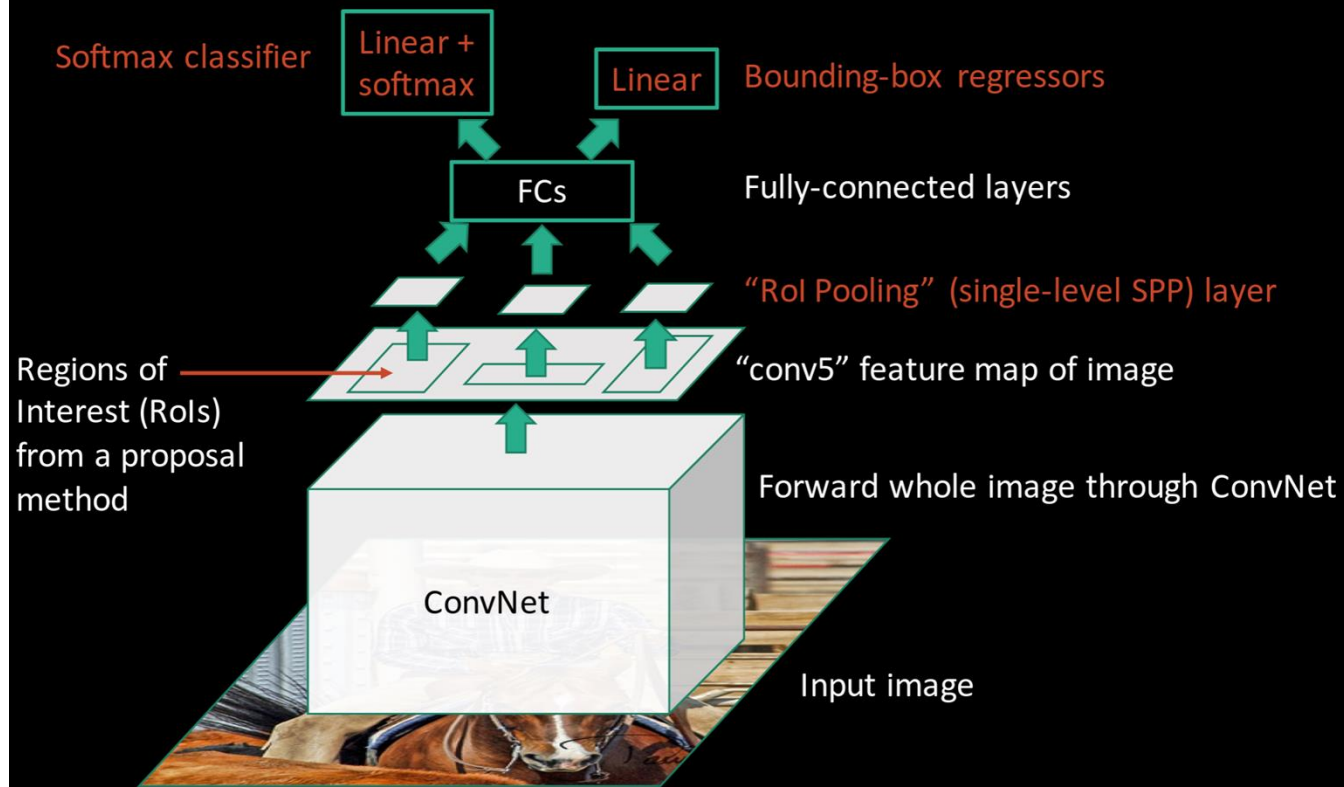 Softmax classifier
Linear +
softmax
Linear
Bounding-box regressors
FCs
Fully-connected layers
“RoI Pooling” (single-level SPP) layer
Regions of
Interest (RoIs)
from a proposal
method
“conv5” feature map of image
Forward whole image through ConvNet
ConvNet
Input image